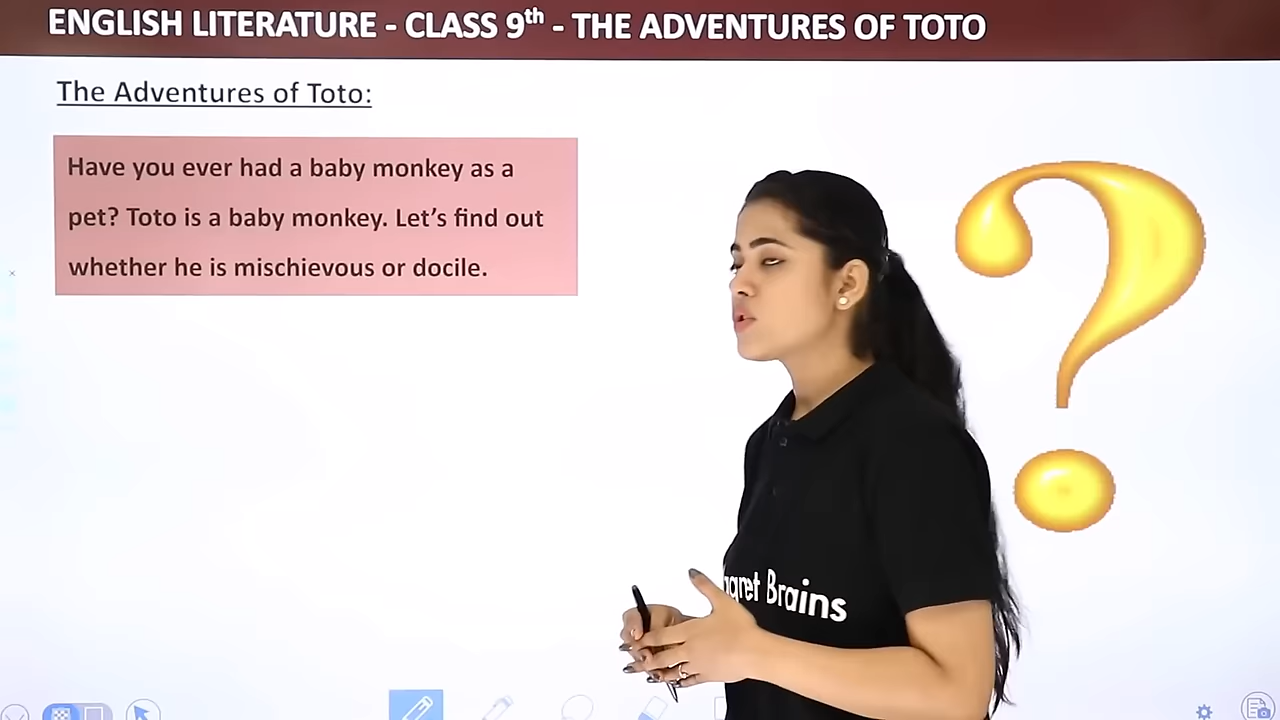 ENGLISH LITERATURE - CLASS 9th - THE ADVENTURES OF TOTO
The Adventures of Toto:
Have you ever had a baby monkey as a
pet? Toto is a baby monkey. Let's find out
whether he is mischievous or docile.
?
Brains